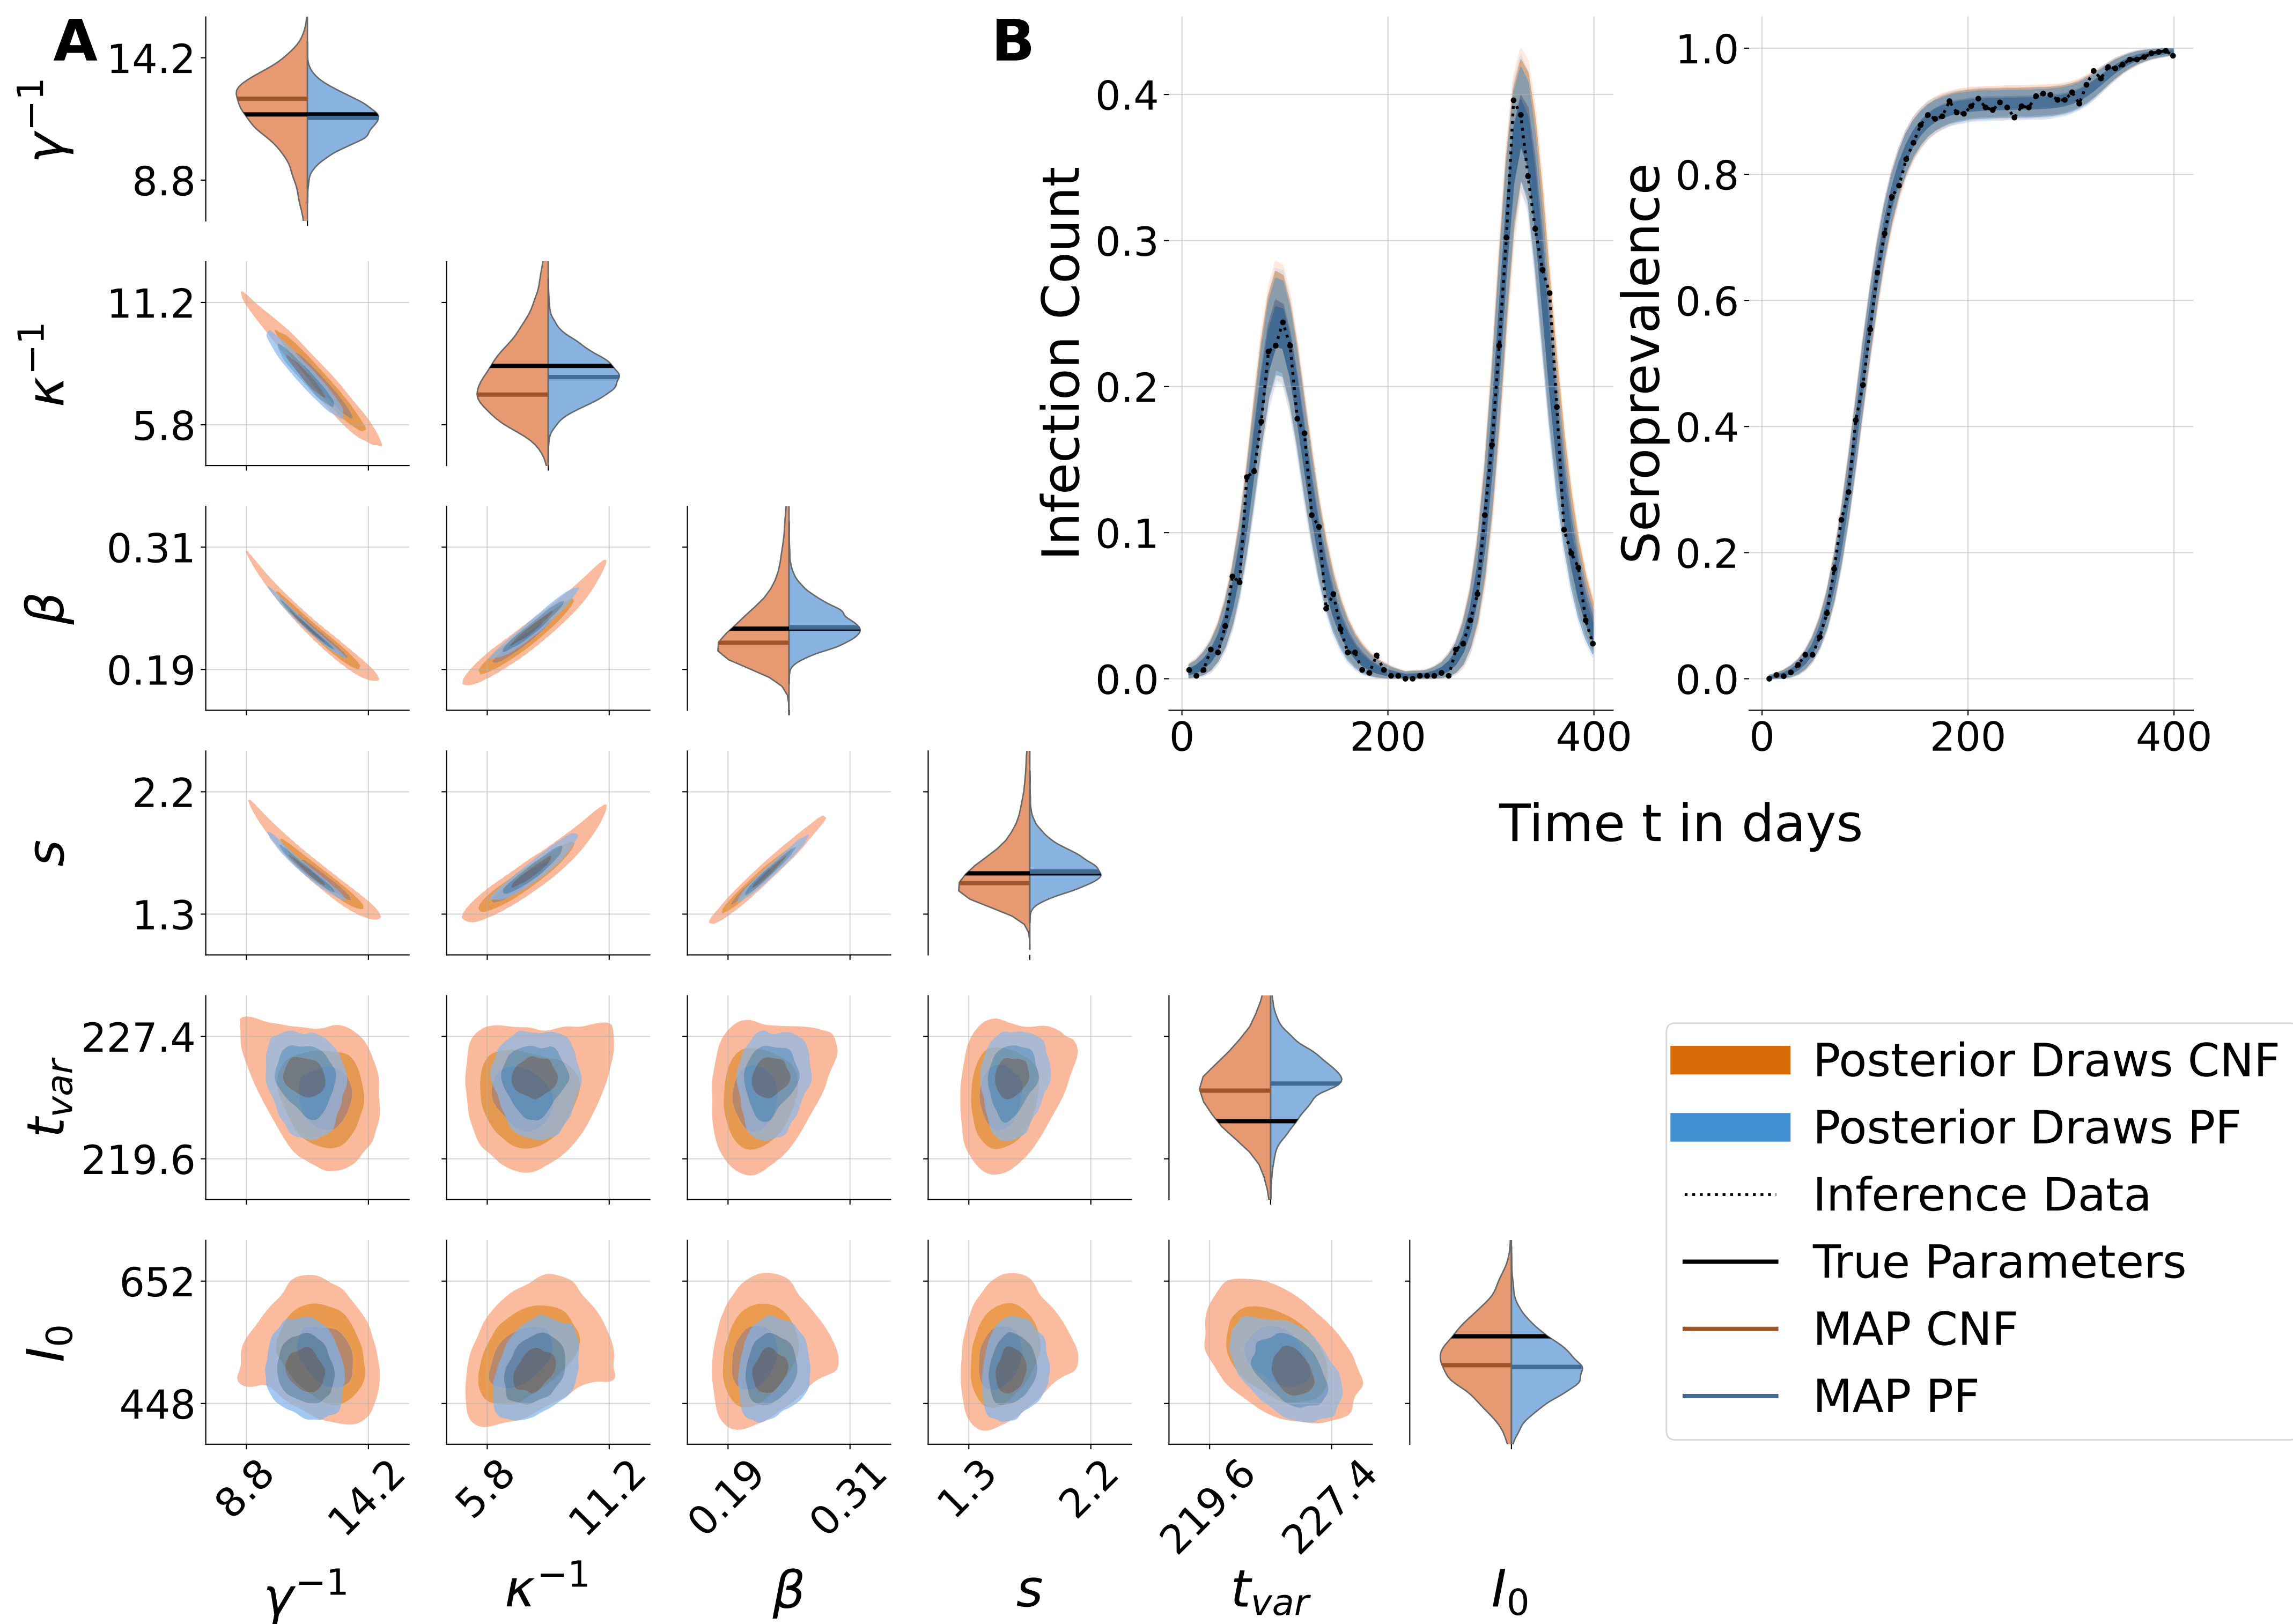 A
γ⁻¹
14.2
8.8
κ⁻¹
11.2
5.8
β
0.31
0.19
s
2.2
1.3
t_var
227.4
219.6
I₀
652
448
8.8 14.2 5.8 11.2 0.19 0.31 1.3 2.2 219.6 227.4
γ⁻¹ κ⁻¹ β s t_var I₀
B
Infection Count
0.4
0.3
0.2
0.1
0.0
0 200 400
Seroprevalence
1.0
0.8
0.6
0.4
0.2
0.0
0 200 400
Time t in days
Posterior Draws CNF
Posterior Draws PF
Inference Data
True Parameters
MAP CNF
MAP PF